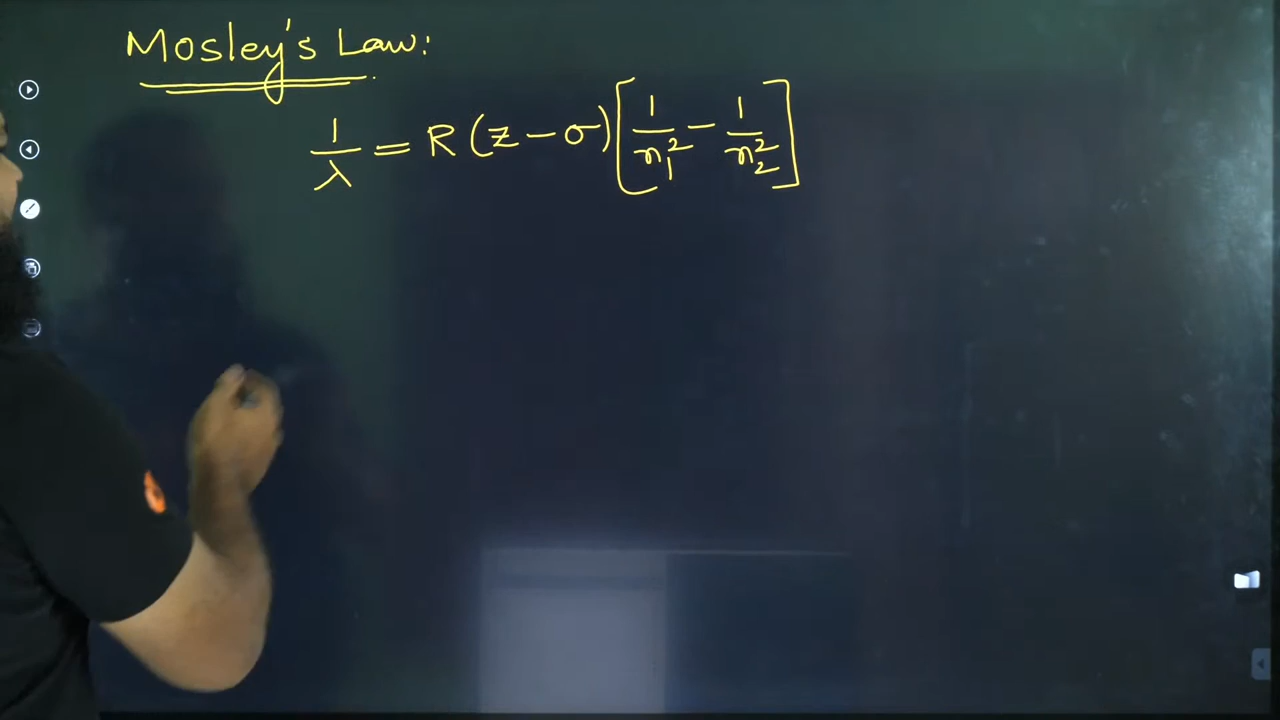 Mosley's Law:
1/λ = R(z – σ)[1/n₁² – 1/n₂²]